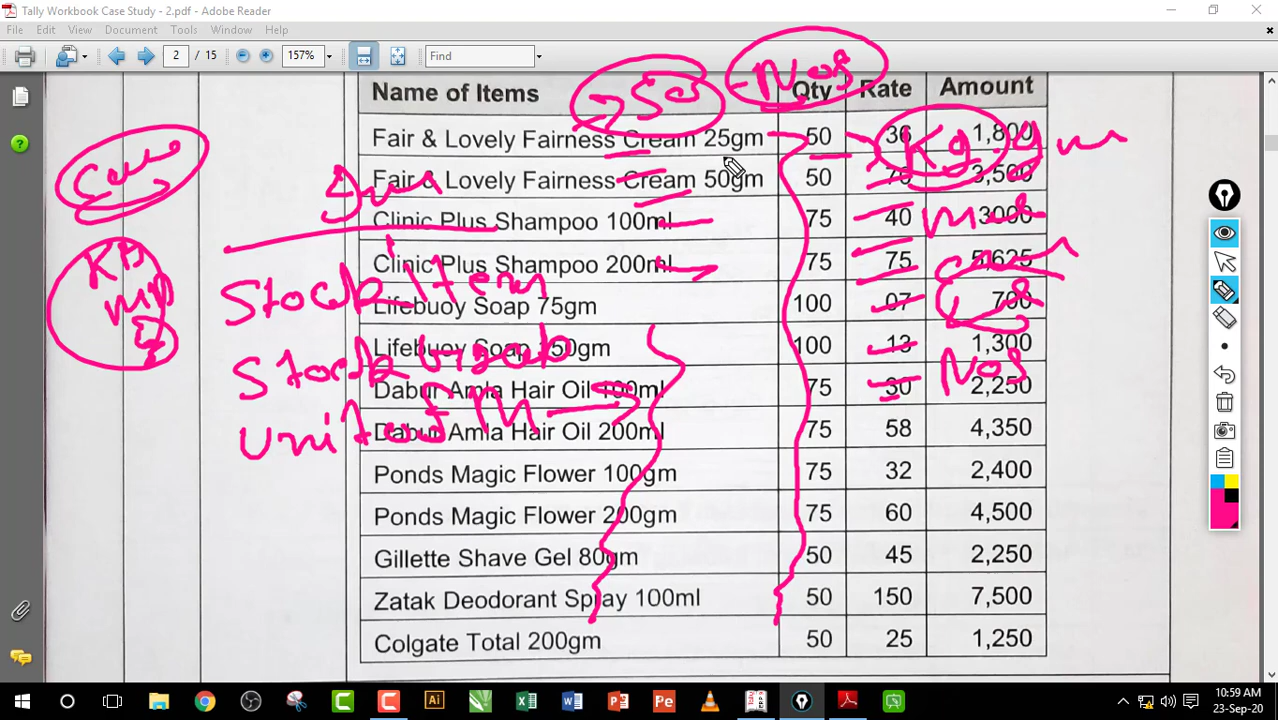 Tally Workbook Case Study - 2.pdf - Adobe Reader
File Edit View Document Tools Window Help
2 / 15 157% Find
Name of Items Qty Rate Amount
Nos
Fair & Lovely Fairness Cream 25gm 50 36 1,800
Kg gm
Fair & Lovely Fairness Cream 50gm 50 70 3,500
Clinic Plus Shampoo 100ml 75 40 3000
Clinic Plus Shampoo 200ml 75 75 5,625
Stock Item
Lifebuoy Soap 75gm 100 07 700
Lifebuoy Soap 150gm 100 13 1,300
Stock
Dabur Amla Hair Oil 100ml 75 30 2,250
Nos
unit of M
Dabur Amla Hair Oil 200ml 75 58 4,350
Ponds Magic Flower 100gm 75 32 2,400
Ponds Magic Flower 200gm 75 60 4,500
Gillette Shave Gel 80gm 50 45 2,250
Zatak Deodorant Spray 100ml 50 150 7,500
Colgate Total 200gm 50 25 1,250
10:59 AM
23-Sep-20